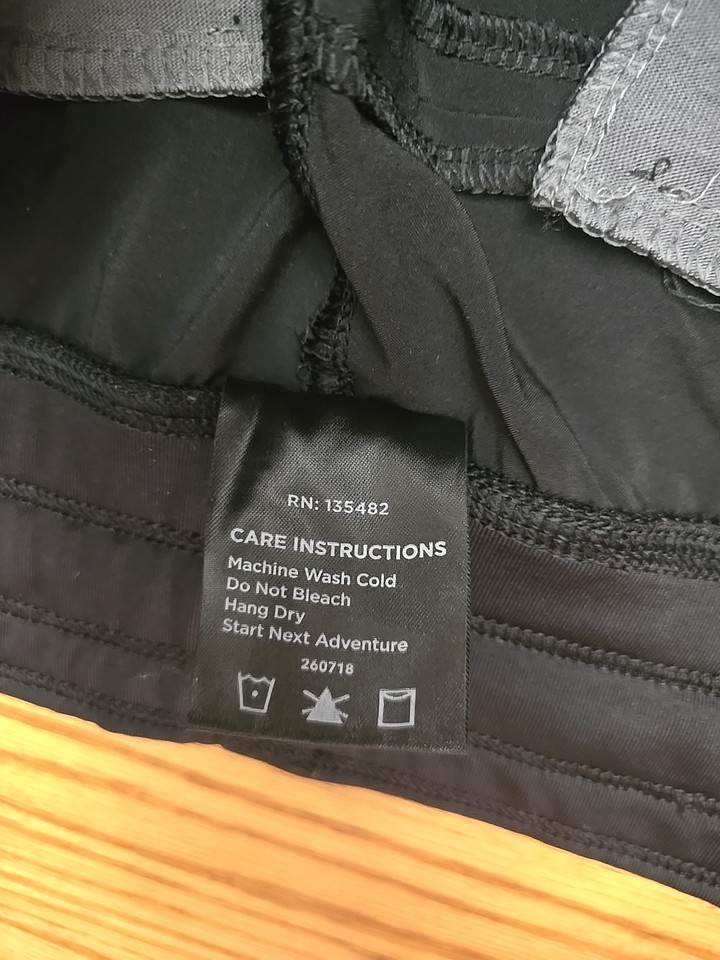 RN: 135482
CARE INSTRUCTIONS
Machine Wash Cold
Do Not Bleach
Hang Dry
Start Next Adventure
260718